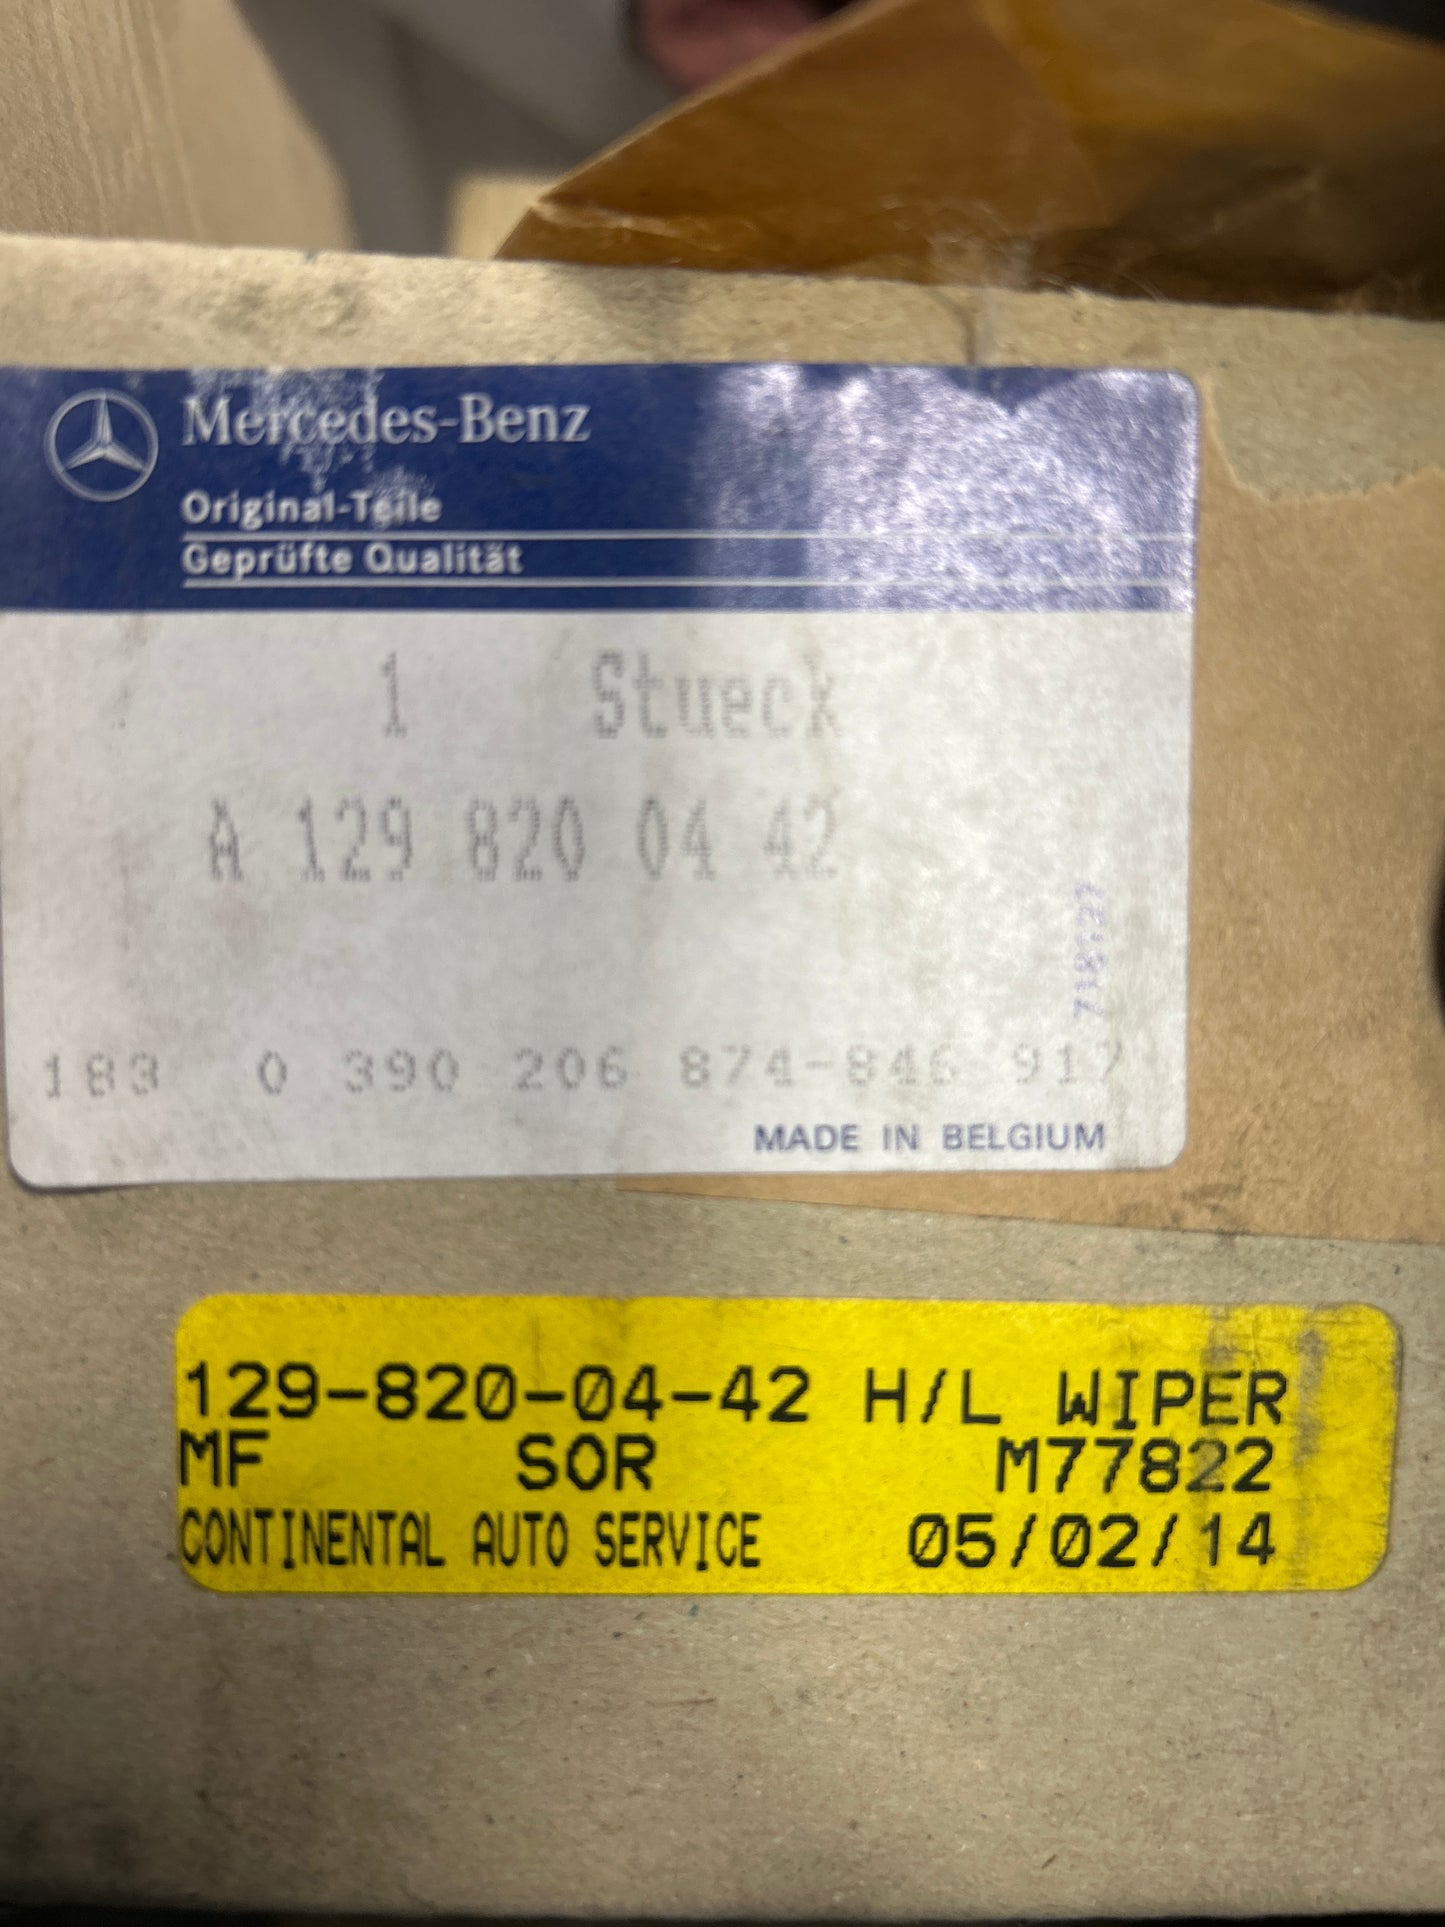 Mercedes-Benz
Original-Teile
Geprüfte Qualität
1 Stueck
A 129 820 04 42
183 0 390 206 874-846 917
MADE IN BELGIUM
129-820-04-42 H/L WIPER
MF SOR M77822
CONTINENTAL AUTO SERVICE 05/02/14